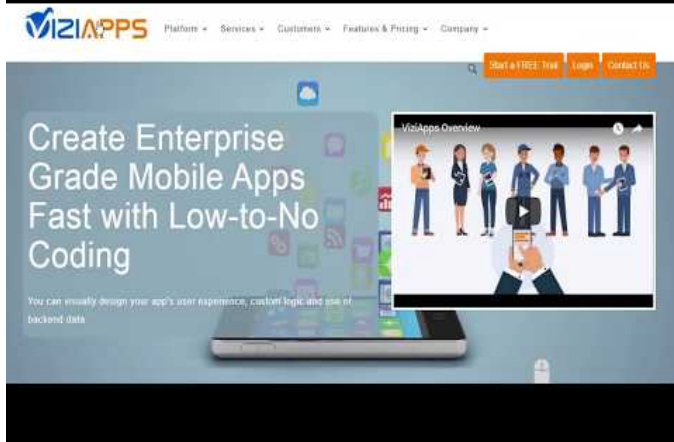 VIZIAPPS
Platform Services Customers Features & Pricing Company
Start a FREE Trial Login Contact Us
Create Enterprise
Grade Mobile Apps
Fast with Low-to-No
Coding
ViziApps Overview
You can visually design your app's user experience, custom logic and use of
backend data